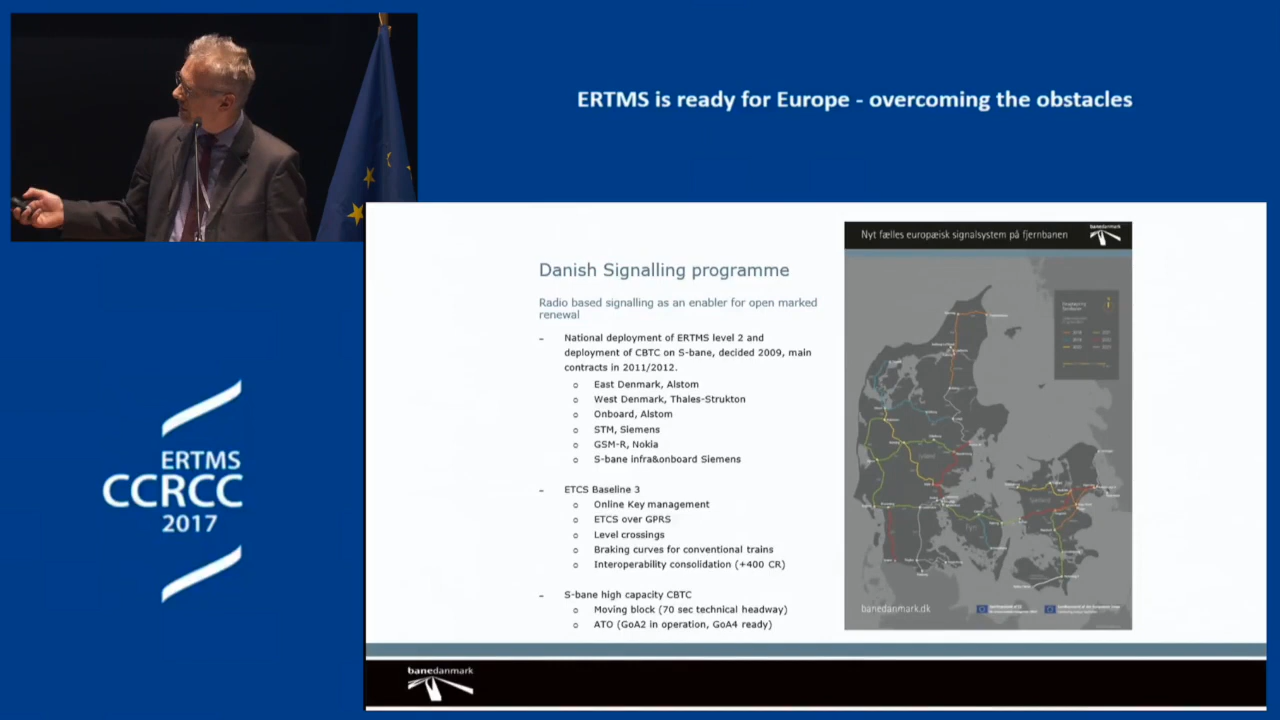 ERTMS is ready for Europe - overcoming the obstacles
Danish Signalling programme
Radio based signalling as an enabler for open marked
renewal
– National deployment of ERTMS level 2 and
deployment of CBTC on S-bane, decided 2009, main
contracts in 2011/2012.
o East Denmark, Alstom
o West Denmark, Thales-Strukton
o Onboard, Alstom
o STM, Siemens
o GSM-R, Nokia
o S-bane infra&onboard Siemens
– ETCS Baseline 3
o Online Key management
o ETCS over GPRS
o Level crossings
o Braking curves for conventional trains
o Interoperability consolidation (+400 CR)
– S-bane high capacity CBTC
o Moving block (70 sec technical headway)
o ATO (GoA2 in operation, GoA4 ready)
Nyt fælles europæisk signalsystem på fjernbanen
banedanmark
banedanmark.dk
ERTMS
CCRCC
2017
banedanmark